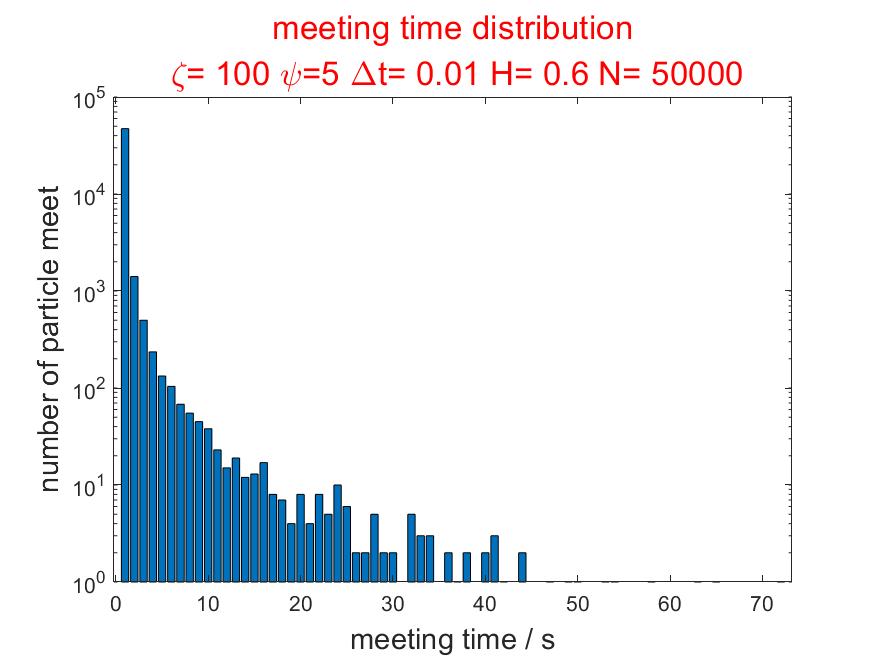 meeting time distribution
ζ= 100 ψ=5 Δt= 0.01 H= 0.6 N= 50000
number of particle meet
10^5
10^4
10^3
10^2
10^1
10^0
0 10 20 30 40 50 60 70
meeting time / s